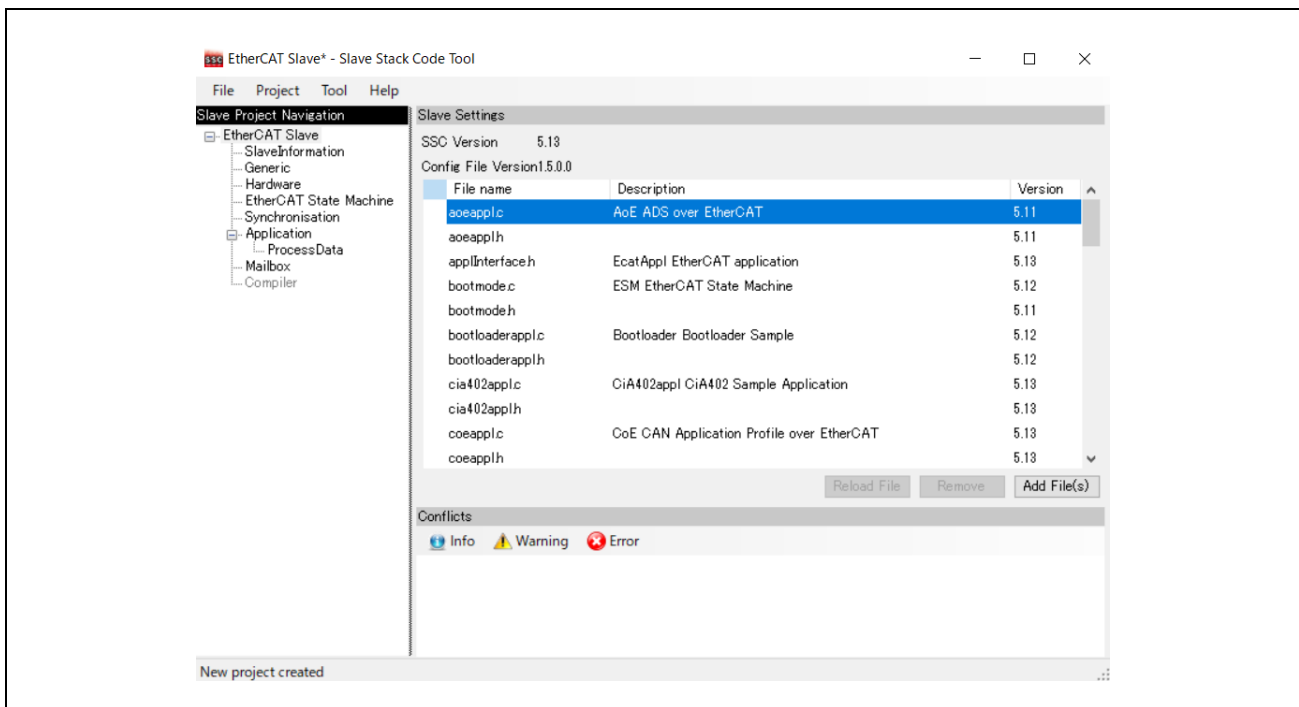 SSC EtherCAT Slave* - Slave Stack Code Tool
File Project Tool Help
Slave Project Navigation
EtherCAT Slave
SlaveInformation
Generic
Hardware
EtherCAT State Machine
Synchronisation
Application
ProcessData
Mailbox
Compiler
Slave Settings
SSC Version 5.13
Config File Version1.5.0.0
File name Description Version
aoeappl.c AoE ADS over EtherCAT 5.11
aoeappl.h 5.11
applInterface.h EcatAppl EtherCAT application 5.13
bootmode.c ESM EtherCAT State Machine 5.12
bootmode.h 5.11
bootloaderappl.c Bootloader Bootloader Sample 5.12
bootloaderappl.h 5.12
cia402appl.c CiA402appl CiA402 Sample Application 5.13
cia402appl.h 5.13
coeappl.c CoE CAN Application Profile over EtherCAT 5.13
coeappl.h 5.13
Reload File Remove Add File(s)
Conflicts
Info Warning Error
New project created